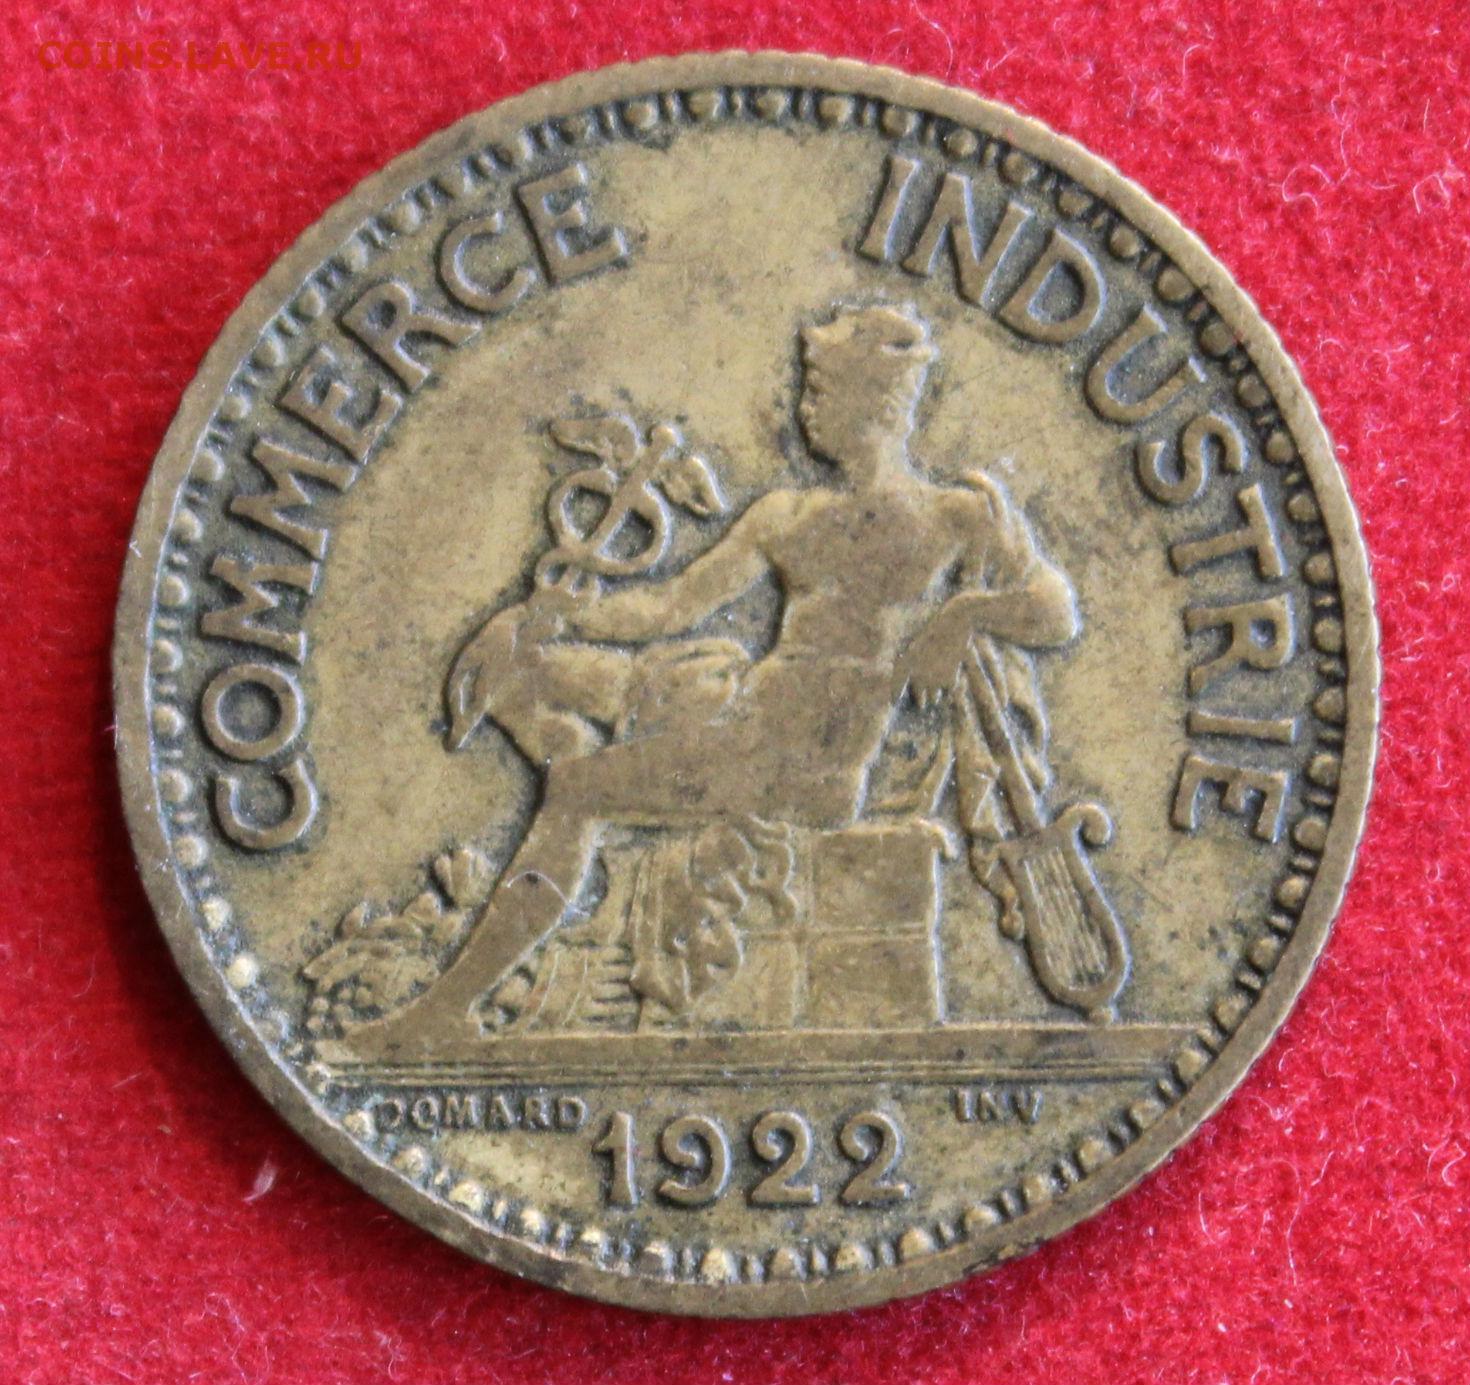 COINS.LAVE.RU
COMMERCE INDUSTRIE
DOMARD INV
1922